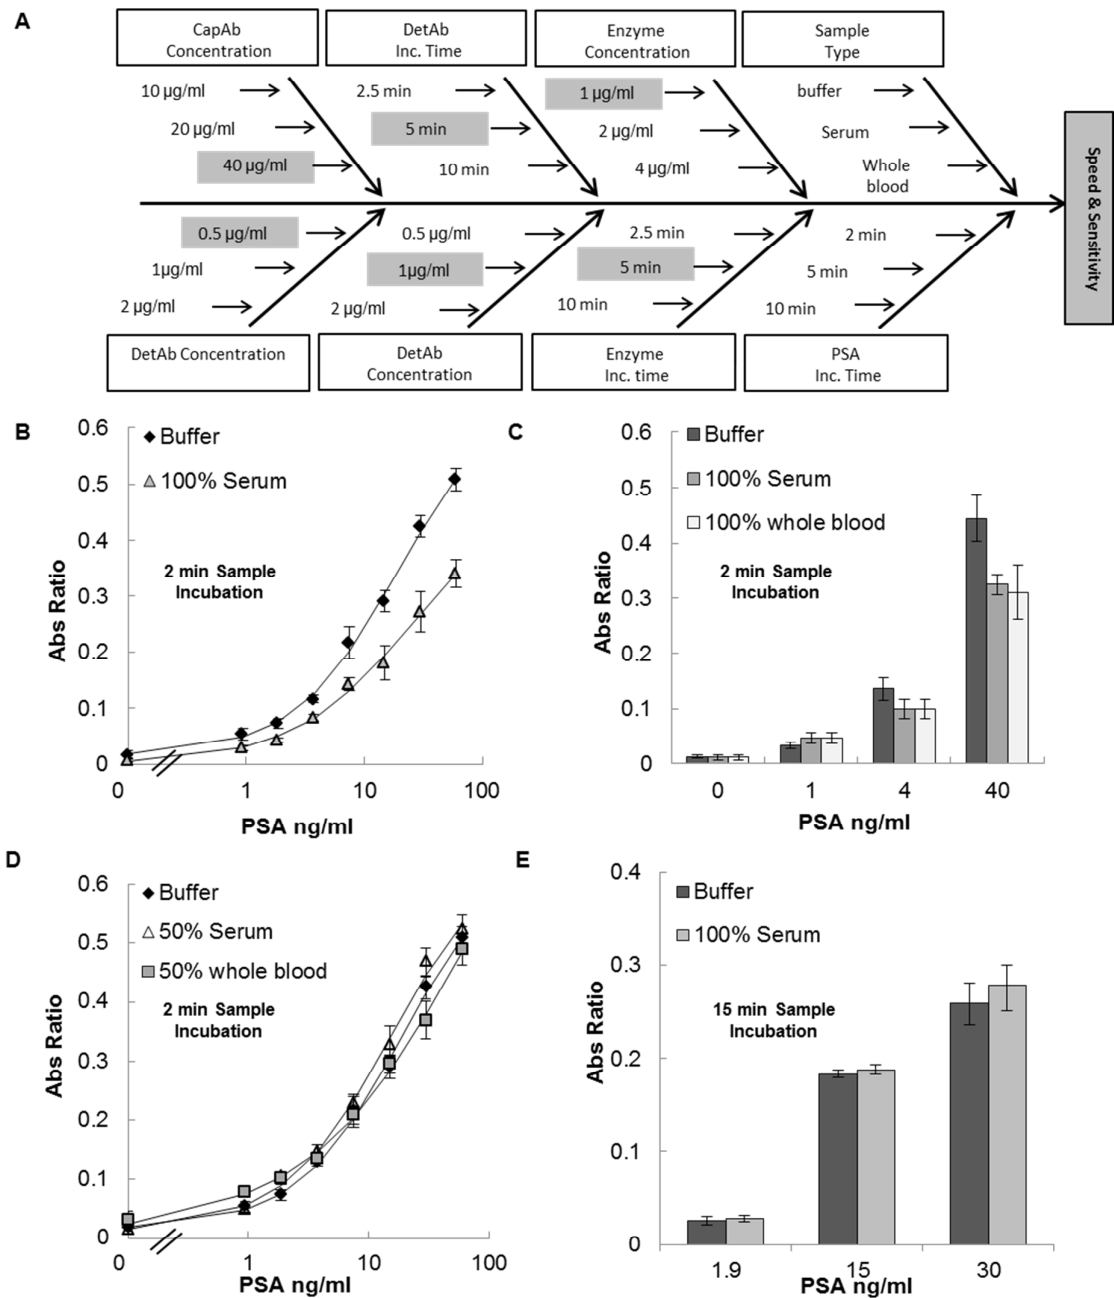 A
CapAb
Concentration
DetAb
Inc. Time
Enzyme
Concentration
Sample
Type
10 µg/ml
2.5 min
1 µg/ml
buffer
20 µg/ml
5 min
2 µg/ml
Serum
40 µg/ml
10 min
4 µg/ml
Whole
blood
Speed & Sensitivity
0.5 µg/ml
0.5 µg/ml
2.5 min
2 min
1µg/ml
1µg/ml
5 min
5 min
2 µg/ml
2 µg/ml
10 min
10 min
DetAb Concentration
DetAb
Concentration
Enzyme
Inc. time
PSA
Inc. Time
B
Abs Ratio
0.6
0.5
0.4
0.3
0.2
0.1
0
Buffer
100% Serum
2 min Sample
Incubation
0 1 10 100
PSA ng/ml
C
Abs Ratio
0.6
0.5
0.4
0.3
0.2
0.1
0
Buffer
100% Serum
100% whole blood
2 min Sample
Incubation
0 1 4 40
PSA ng/ml
D
Abs Ratio
0.6
0.5
0.4
0.3
0.2
0.1
0
Buffer
50% Serum
50% whole blood
2 min Sample
Incubation
0 1 10 100
PSA ng/ml
E
Abs Ratio
0.4
0.3
0.2
0.1
0
Buffer
100% Serum
15 min Sample
Incubation
1.9 15 30
PSA ng/ml